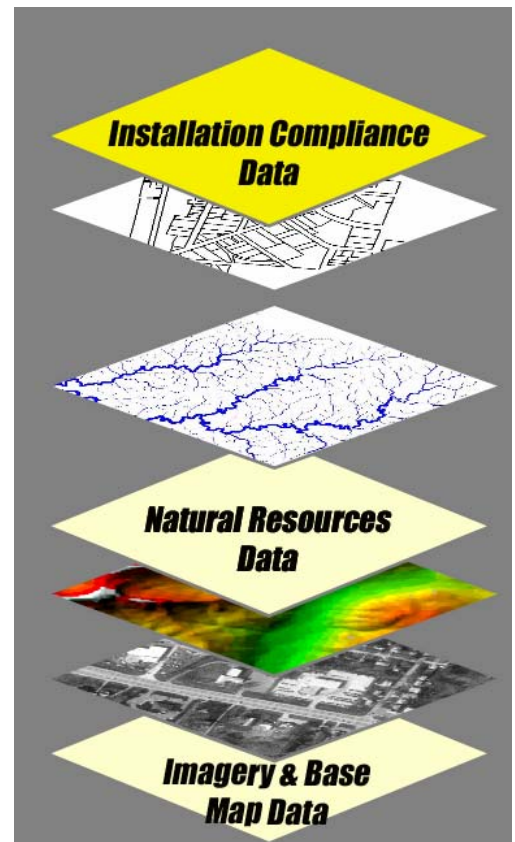 Installation Compliance
Data
Natural Resources
Data
Imagery & Base
Map Data